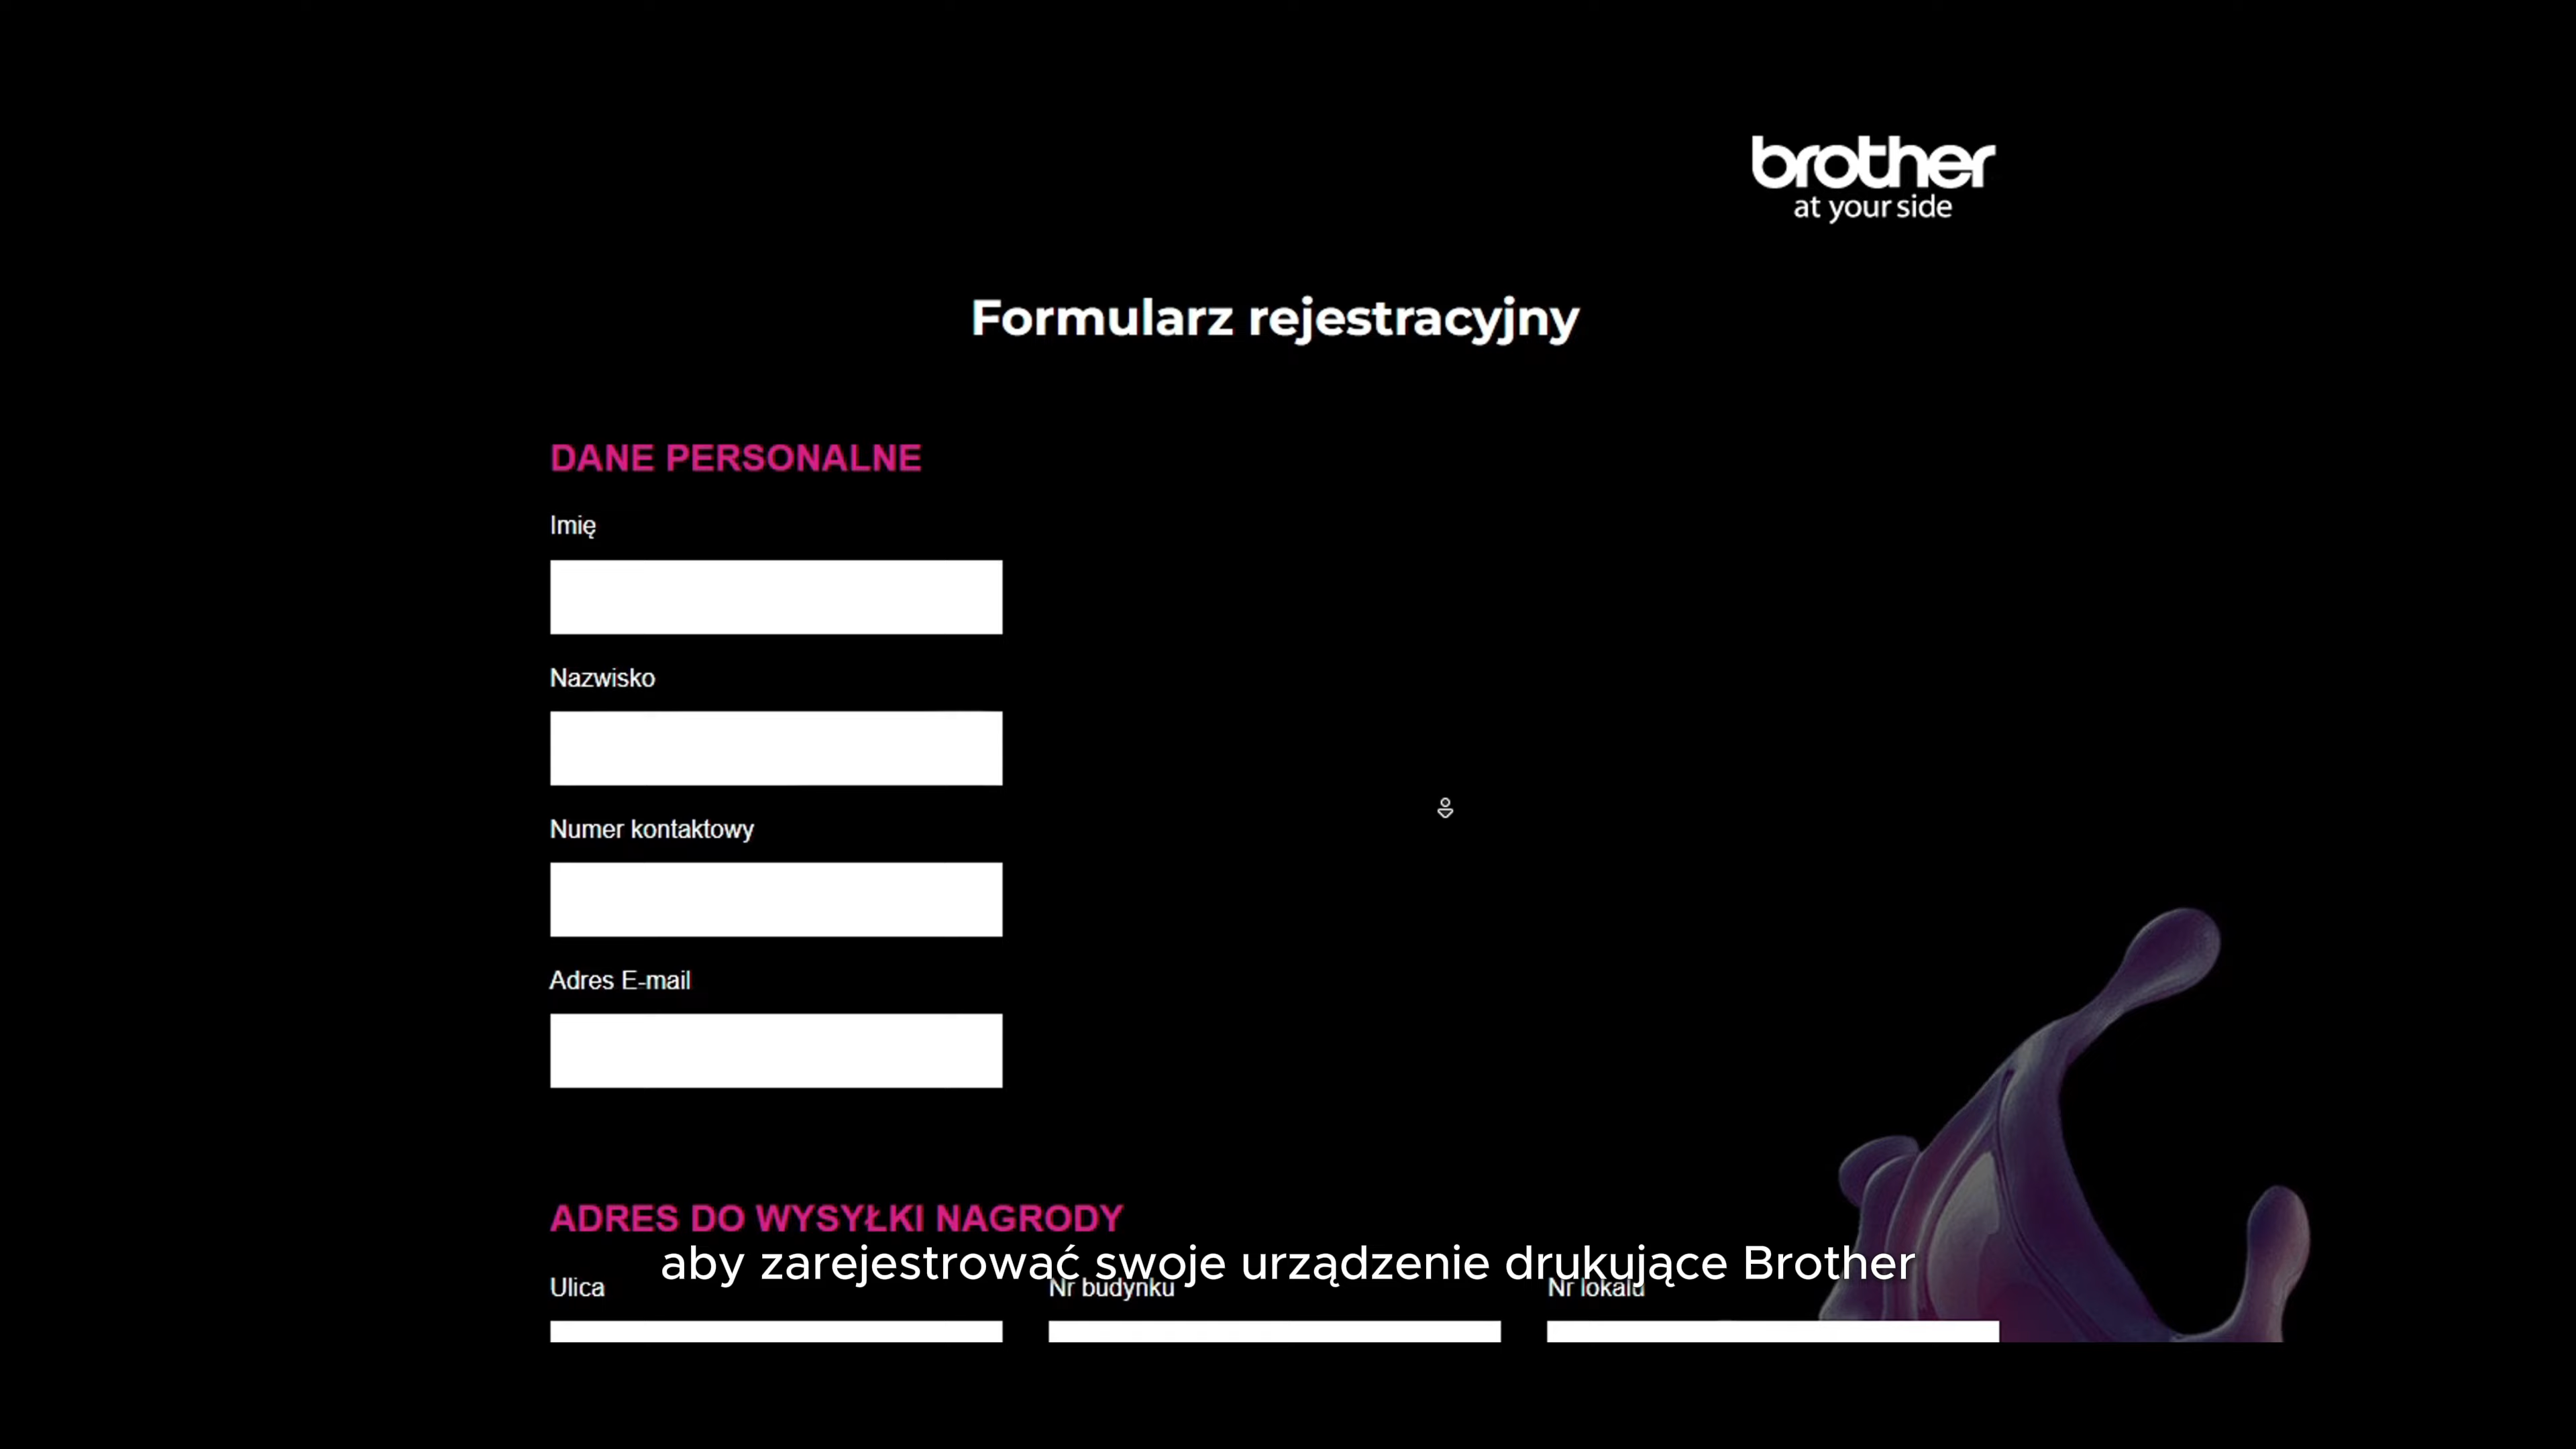 brother
at your side
Formularz rejestracyjny
DANE PERSONALNE
Imię
Nazwisko
Numer kontaktowy
Adres E-mail
ADRES DO WYSYŁKI NAGRODY
aby zarejestrować swoje urządzenie drukujące Brother
Ulica Nr budynku Nr lokalu